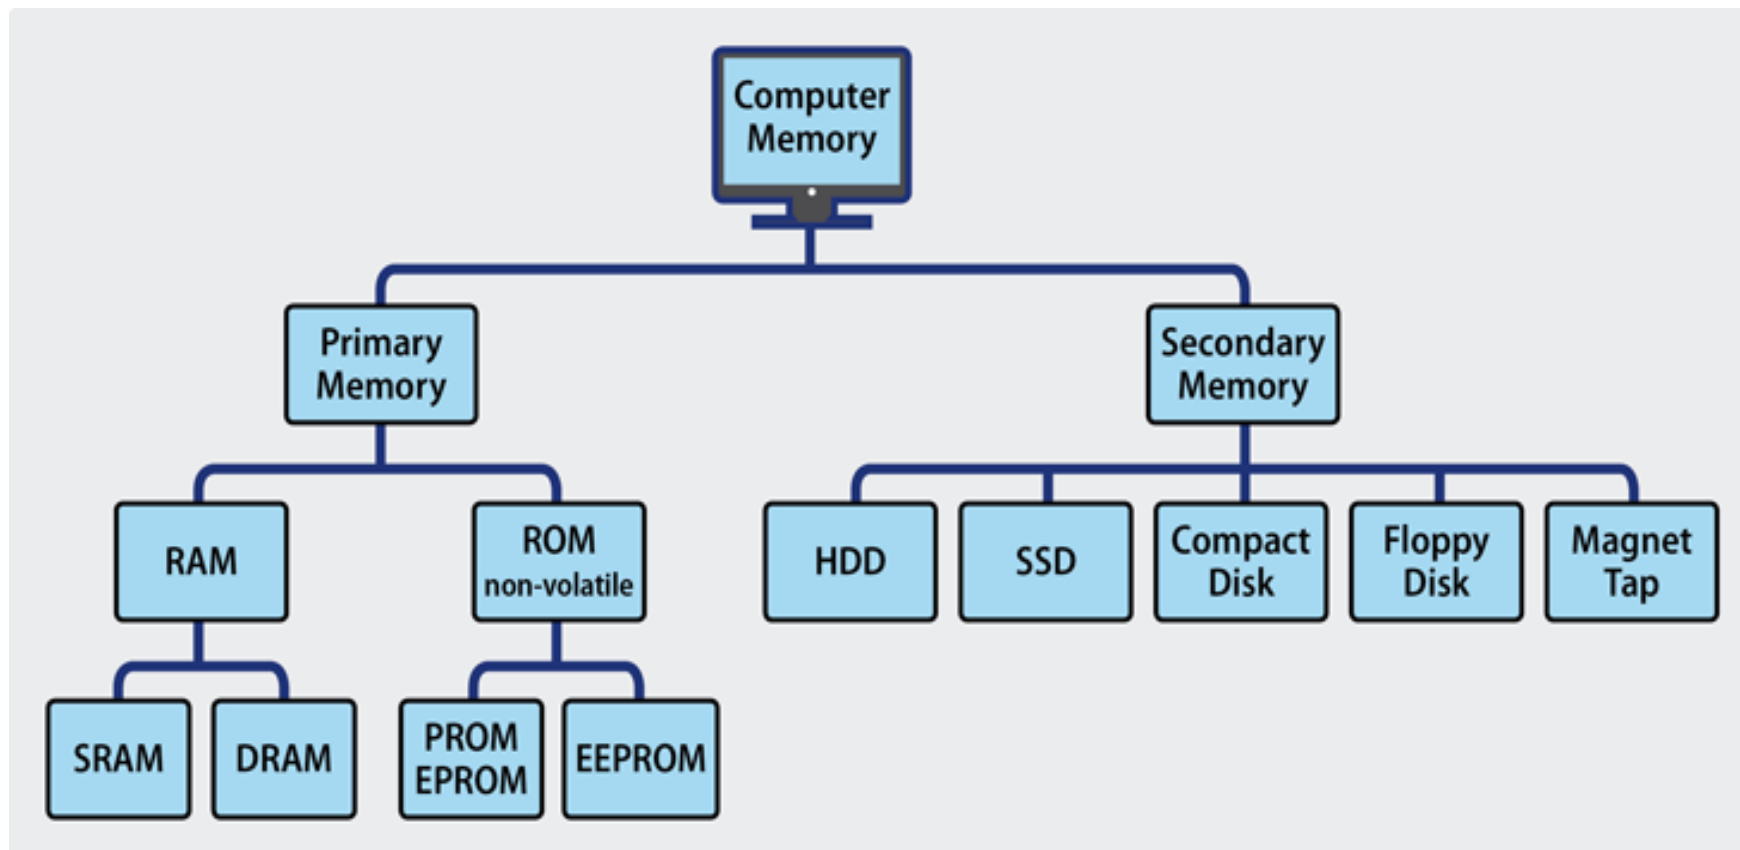 Computer
Memory
Primary
Memory
Secondary
Memory
RAM
ROM
non-volatile
HDD
SSD
Compact
Disk
Floppy
Disk
Magnet
Tap
SRAM
DRAM
PROM
EPROM
EEPROM